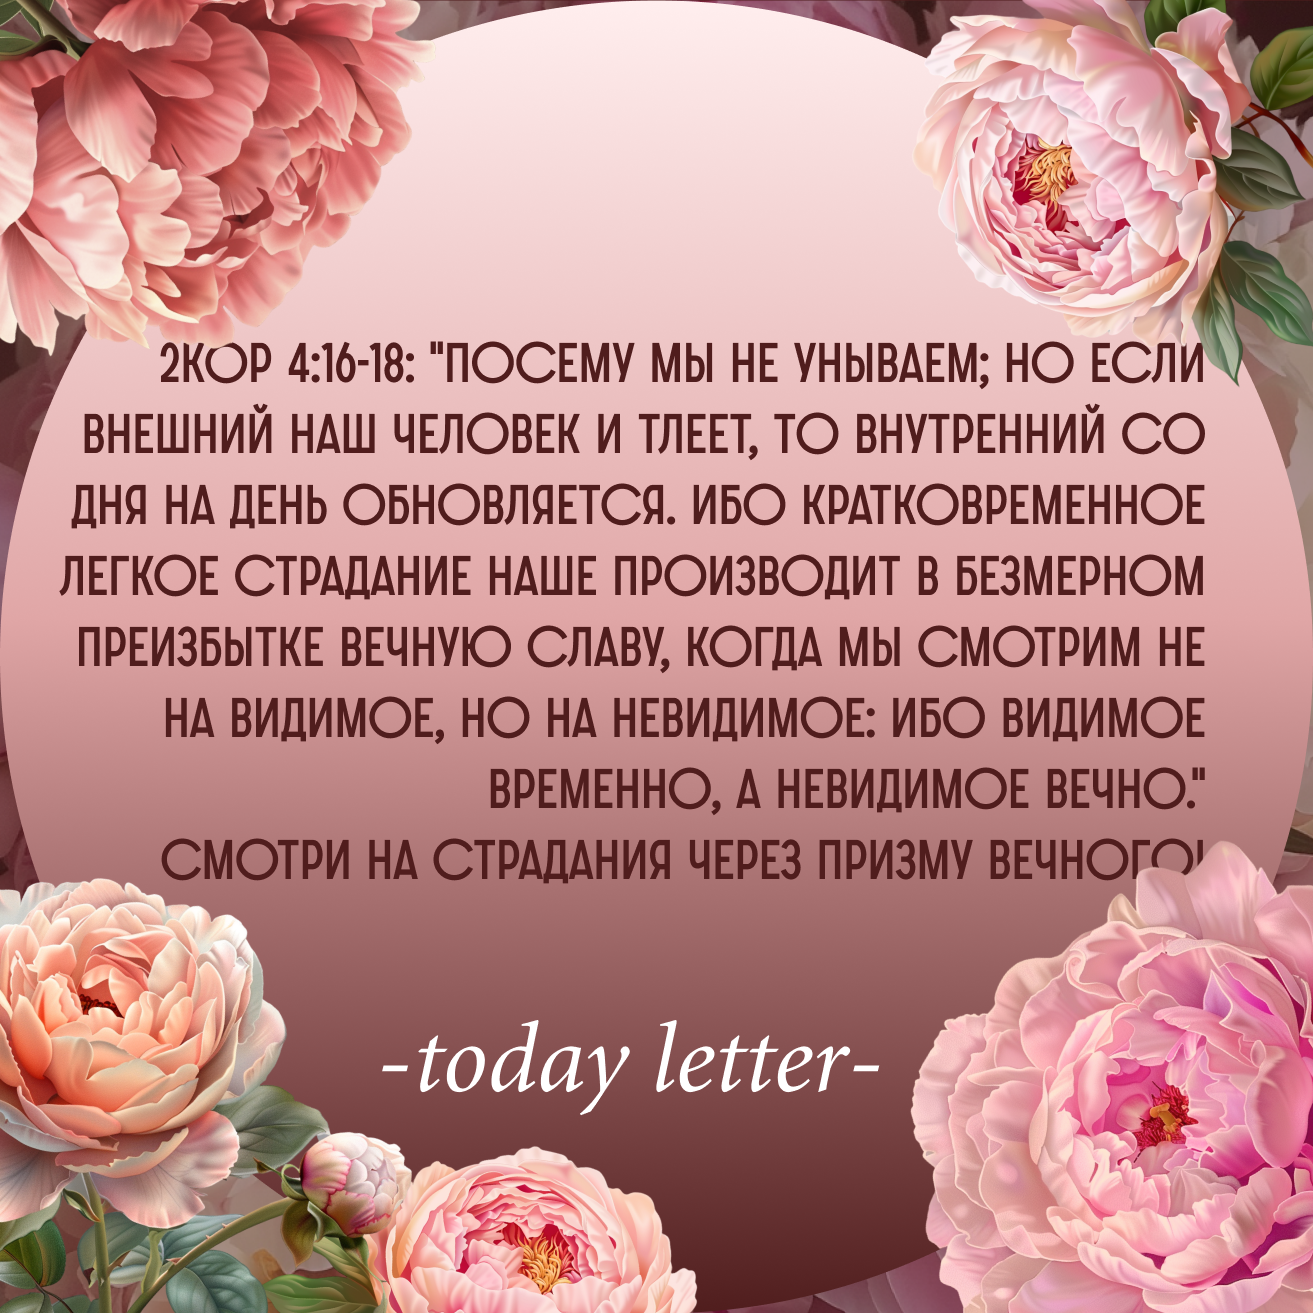 2КОР 4:16-18: "ПОСЕМУ МЫ НЕ УНЫВАЕМ; НО ЕСЛИ
ВНЕШНИЙ НАШ ЧЕЛОВЕК И ТЛЕЕТ, ТО ВНУТРЕННИЙ СО
ДНЯ НА ДЕНЬ ОБНОВЛЯЕТСЯ. ИБО КРАТКОВРЕМЕННОЕ
ЛЕГКОЕ СТРАДАНИЕ НАШЕ ПРОИЗВОДИТ В БЕЗМЕРНОМ
ПРЕИЗБЫТКЕ ВЕЧНУЮ СЛАВУ, КОГДА МЫ СМОТРИМ НЕ
НА ВИДИМОЕ, НО НА НЕВИДИМОЕ: ИБО ВИДИМОЕ
ВРЕМЕННО, А НЕВИДИМОЕ ВЕЧНО."
СМОТРИ НА СТРАДАНИЯ ЧЕРЕЗ ПРИЗМУ ВЕЧНОГО!
-today letter-